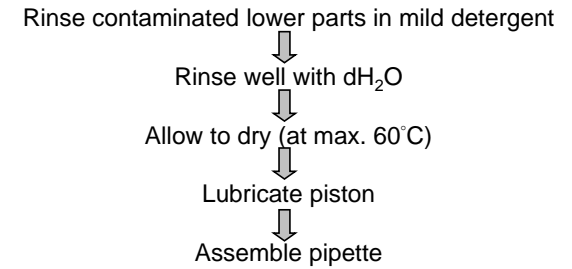 Rinse contaminated lower parts in mild detergent
Rinse well with dH₂O
Allow to dry (at max. 60°C)
Lubricate piston
Assemble pipette